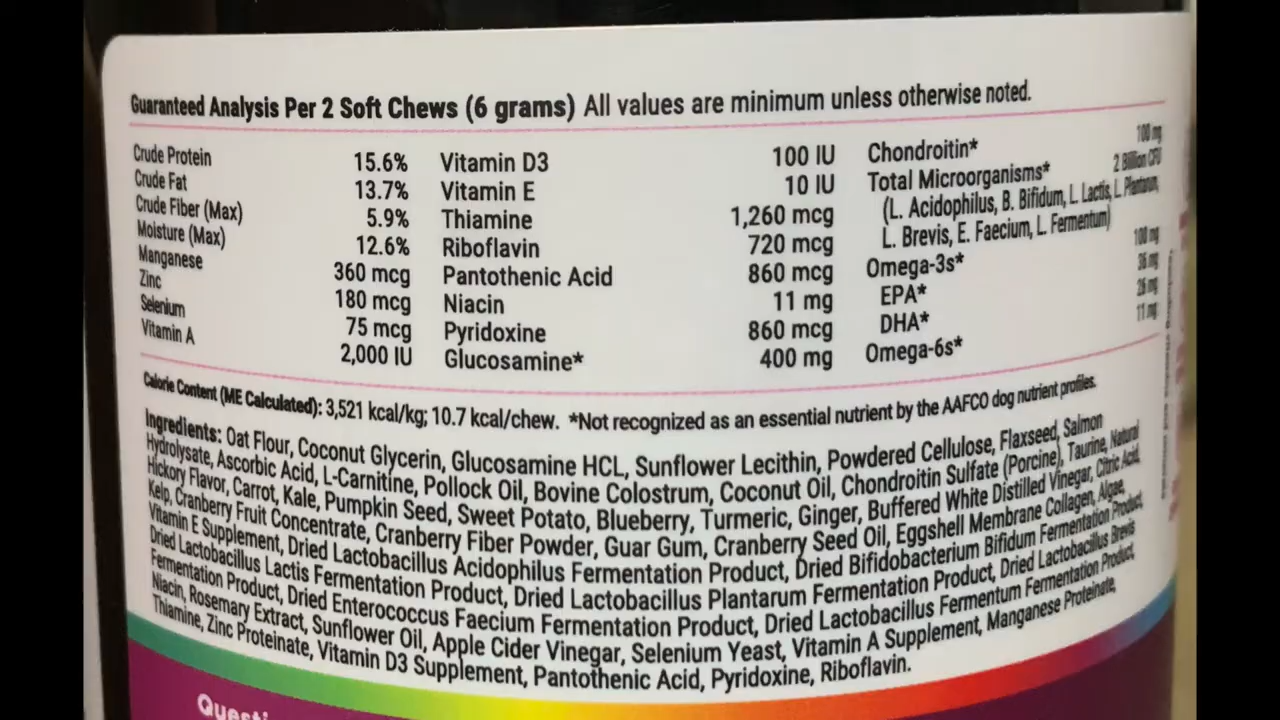 Guaranteed Analysis Per 2 Soft Chews (6 grams) All values are minimum unless otherwise noted.
Crude Protein 15.6%
Crude Fat 13.7%
Crude Fiber (Max) 5.9%
Moisture (Max) 12.6%
Manganese 360 mcg
Zinc 180 mcg
Selenium 75 mcg
Vitamin A 2,000 IU
Vitamin D3 100 IU
Vitamin E 10 IU
Thiamine 1,260 mcg
Riboflavin 720 mcg
Pantothenic Acid 860 mcg
Niacin 11 mg
Pyridoxine 860 mcg
Glucosamine* 400 mg
Chondroitin* 100 mg
Total Microorganisms* 2 Billion CFU
(L. Acidophilus, B. Bifidum, L. Lactis, L. Plantarum,
L. Brevis, E. Faecium, L. Fermentum)
Omega-3s* 100 mg
EPA* 36 mg
DHA* 26 mg
Omega-6s* 11 mg
Calorie Content (ME Calculated): 3,521 kcal/kg; 10.7 kcal/chew. *Not recognized as an essential nutrient by the AAFCO dog nutrient profiles.
Ingredients: Oat Flour, Coconut Glycerin, Glucosamine HCL, Sunflower Lecithin, Powdered Cellulose, Flaxseed, Salmon
Hydrolysate, Ascorbic Acid, L-Carnitine, Pollock Oil, Bovine Colostrum, Coconut Oil, Chondroitin Sulfate (Porcine), Taurine, Natural
Hickory Flavor, Carrot, Kale, Pumpkin Seed, Sweet Potato, Blueberry, Turmeric, Ginger, Buffered White Distilled Vinegar, Citric Acid,
Kelp, Cranberry Fruit Concentrate, Cranberry Fiber Powder, Guar Gum, Cranberry Seed Oil, Eggshell Membrane Collagen, Algae,
Vitamin E Supplement, Dried Lactobacillus Acidophilus Fermentation Product, Dried Bifidobacterium Bifidum Fermentation Product,
Dried Lactobacillus Lactis Fermentation Product, Dried Lactobacillus Plantarum Fermentation Product, Dried Lactobacillus Brevis
Fermentation Product, Dried Enterococcus Faecium Fermentation Product, Dried Lactobacillus Fermentum Fermentation Product,
Niacin, Rosemary Extract, Sunflower Oil, Apple Cider Vinegar, Selenium Yeast, Vitamin A Supplement, Manganese Proteinate,
Thiamine, Zinc Proteinate, Vitamin D3 Supplement, Pantothenic Acid, Pyridoxine, Riboflavin.
Questi